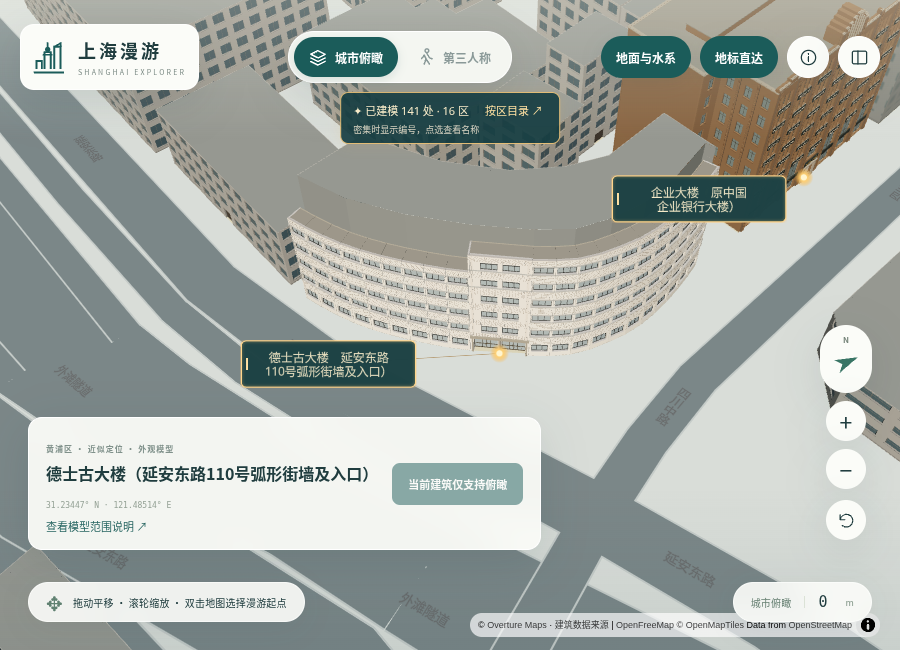 上海漫游
SHANGHAI EXPLORER
城市俯瞰
第三人称
地面与水系
地标直达
✦ 已建模 141 处 · 16 区 按区目录 ↗
密集时显示编号，点选查看名称
企业大楼 原中国
企业银行大楼）
N
德士古大楼 延安东路
110号弧形街墙及入口）
外滩隧道
四川中路
黄浦区 · 近似定位 · 外观模型
德士古大楼（延安东路110号弧形街墙及入口）
当前建筑仅支持俯瞰
31.23447° N · 121.48514° E
查看模型范围说明 ↗
延安东路
外滩隧道
拖动平移 · 滚轮缩放 · 双击地图选择漫游起点
城市俯瞰 0 m
© Overture Maps · 建筑数据来源 | OpenFreeMap © OpenMapTiles Data from OpenStreetMap